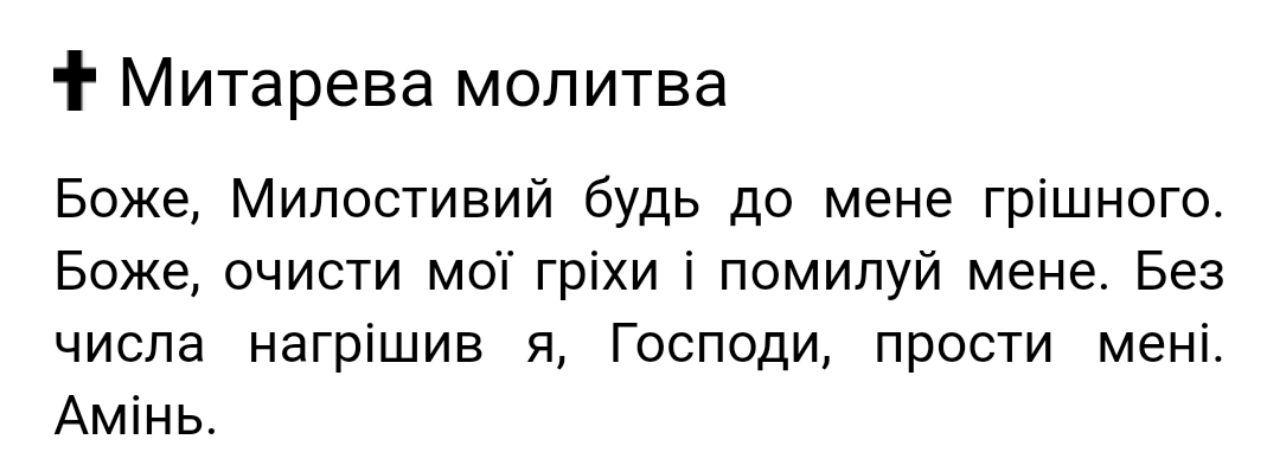 ✝ Митарева молитва
Боже, Милостивий будь до мене грішного.
Боже, очисти мої гріхи і помилуй мене. Без
числа нагрішив я, Господи, прости мені.
Амінь.